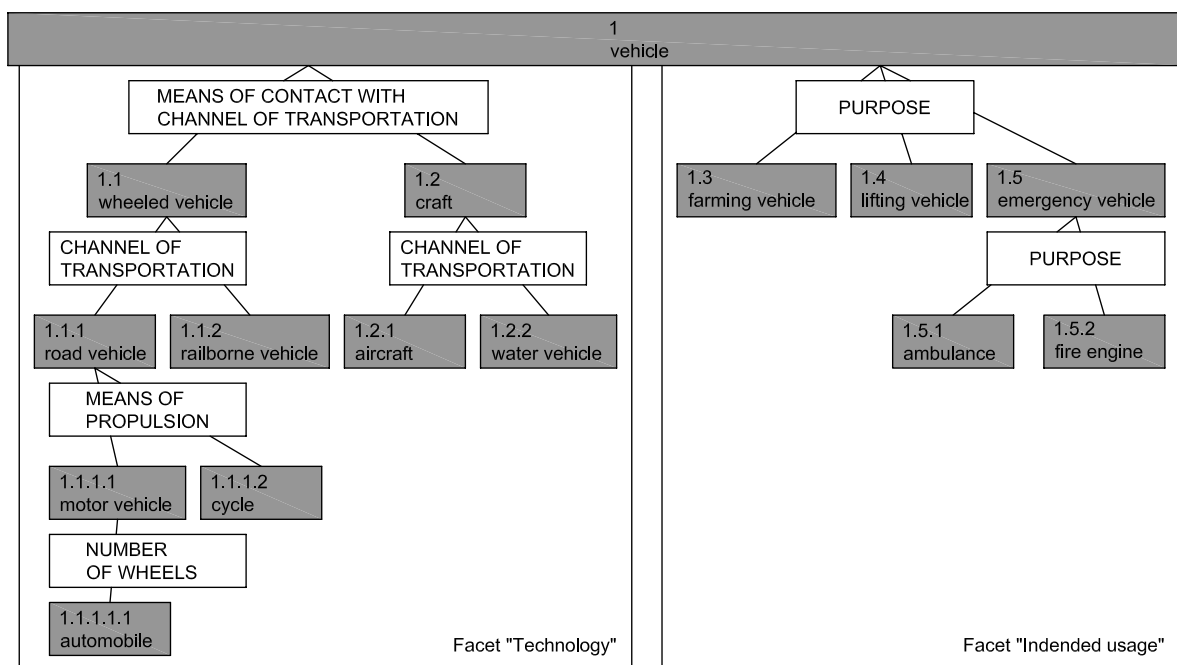 1
vehicle
MEANS OF CONTACT WITH
CHANNEL OF TRANSPORTATION
PURPOSE
1.1
wheeled vehicle
1.2
craft
1.3
farming vehicle
1.4
lifting vehicle
1.5
emergency vehicle
CHANNEL OF
TRANSPORTATION
CHANNEL OF
TRANSPORTATION
PURPOSE
1.1.1
road vehicle
1.1.2
railborne vehicle
1.2.1
aircraft
1.2.2
water vehicle
1.5.1
ambulance
1.5.2
fire engine
MEANS OF
PROPULSION
1.1.1.1
motor vehicle
1.1.1.2
cycle
NUMBER
OF WHEELS
1.1.1.1.1
automobile
Facet "Technology"
Facet "Indended usage"